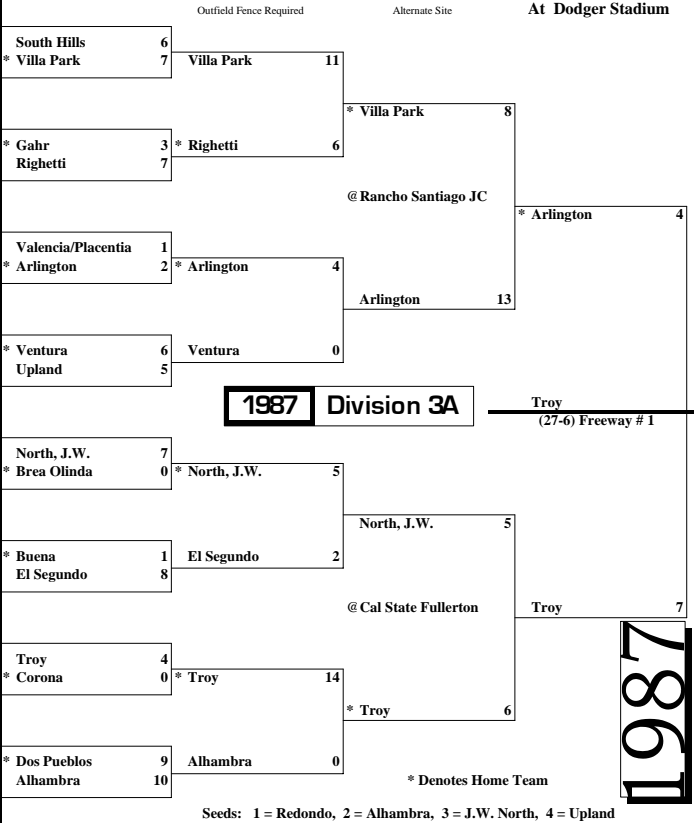 Outfield Fence Required Alternate Site At Dodger Stadium
South Hills 6
* Villa Park 7
Villa Park 11
* Villa Park 8
* Gahr 3
Righetti 7
* Righetti 6
@Rancho Santiago JC
* Arlington 4
Valencia/Placentia 1
* Arlington 2
* Arlington 4
Arlington 13
* Ventura 6
Upland 5
Ventura 0
1987 Division 3A
Troy
(27-6) Freeway # 1
North, J.W. 7
* Brea Olinda 0
* North, J.W. 5
North, J.W. 5
* Buena 1
El Segundo 8
El Segundo 2
@Cal State Fullerton
Troy 7
Troy 4
* Corona 0
* Troy 14
* Troy 6
* Dos Pueblos 9
Alhambra 10
Alhambra 0
* Denotes Home Team
1987
Seeds: 1 = Redondo, 2 = Alhambra, 3 = J.W. North, 4 = Upland